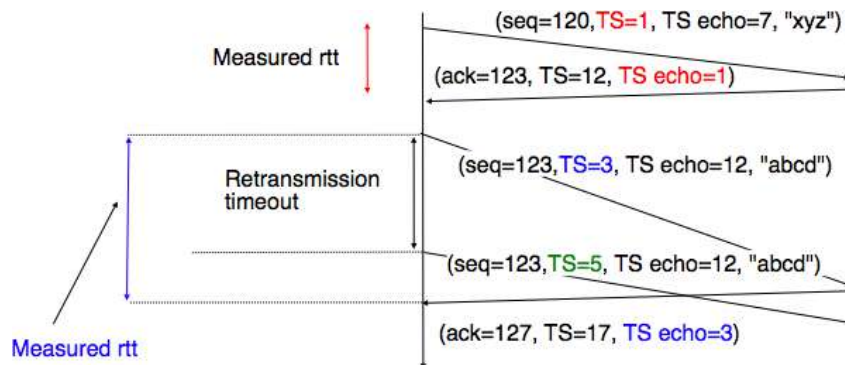 (seq=120,TS=1, TS echo=7, "xyz")
Measured rtt
(ack=123, TS=12, TS echo=1)
(seq=123,TS=3, TS echo=12, "abcd")
Retransmission
timeout
(seq=123,TS=5, TS echo=12, "abcd")
(ack=127, TS=17, TS echo=3)
Measured rtt